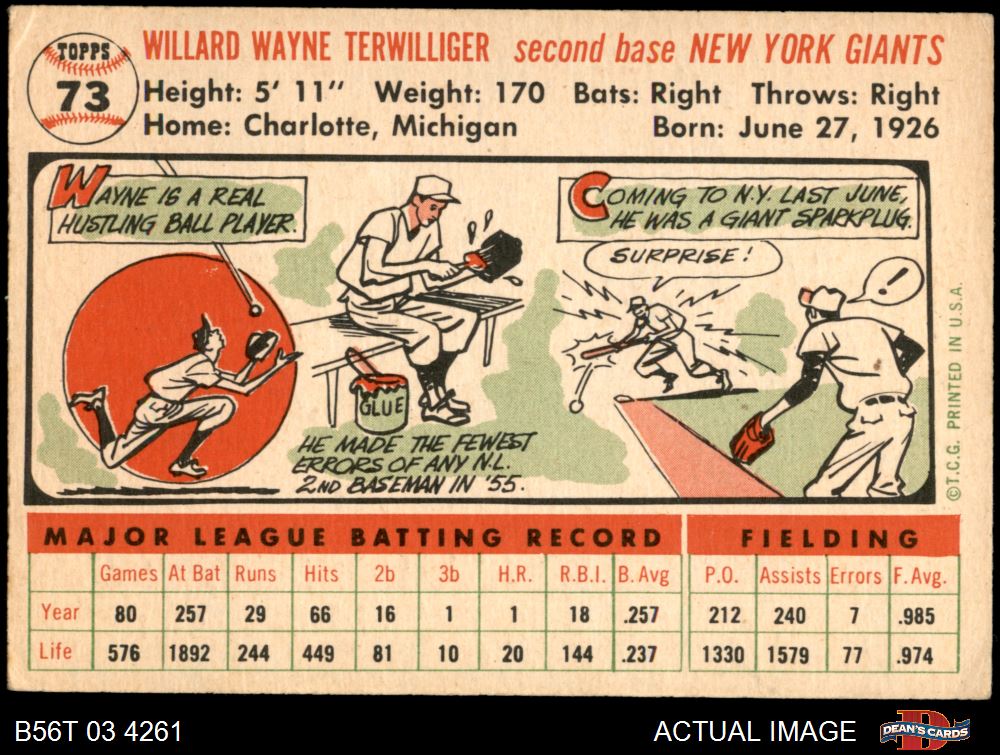 TOPPS
73
WILLARD WAYNE TERWILLIGER second base NEW YORK GIANTS
Height: 5' 11" Weight: 170 Bats: Right Throws: Right
Home: Charlotte, Michigan Born: June 27, 1926
WAYNE IS A REAL
HUSTLING BALL PLAYER.
GLUE
HE MADE THE FEWEST
ERRORS OF ANY N.L.
2ND BASEMAN IN '55.
COMING TO N.Y. LAST JUNE,
HE WAS A GIANT SPARKPLUG.
SURPRISE!
!
©T.C.G. PRINTED IN U.S.A.
MAJOR LEAGUE BATTING RECORD FIELDING
Games At Bat Runs Hits 2b 3b H.R. R.B.I. B. Avg P.O. Assists Errors F. Avg.
Year 80 257 29 66 16 1 1 18 .257 212 240 7 .985
Life 576 1892 244 449 81 10 20 144 .237 1330 1579 77 .974
B56T 03 4261 ACTUAL IMAGE D DEAN'S CARDS